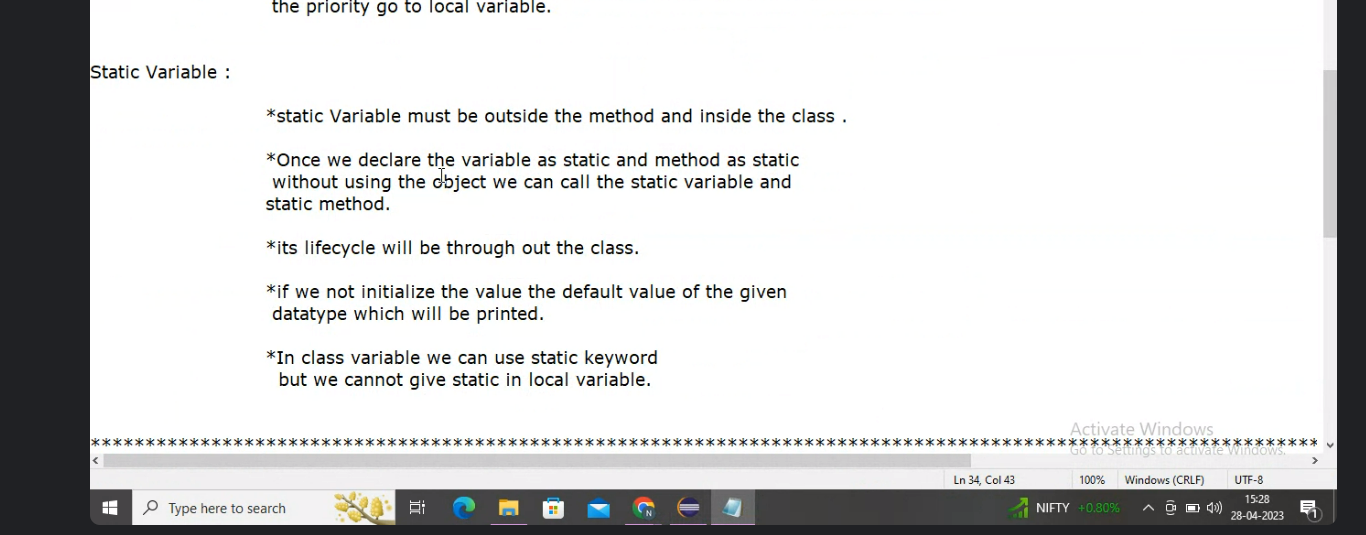 the priority go to local variable.
Static Variable :
*static Variable must be outside the method and inside the class .
*Once we declare the variable as static and method as static
without using the object we can call the static variable and
static method.
*its lifecycle will be through out the class.
*if we not initialize the value the default value of the given
datatype which will be printed.
*In class variable we can use static keyword
but we cannot give static in local variable.
Activate Windows
Go to Settings to activate Windows.
****************************************************************************************************************
Ln 34, Col 43 100% Windows (CRLF) UTF-8
Type here to search
N
NIFTY +0.80%
15:28
28-04-2023
1